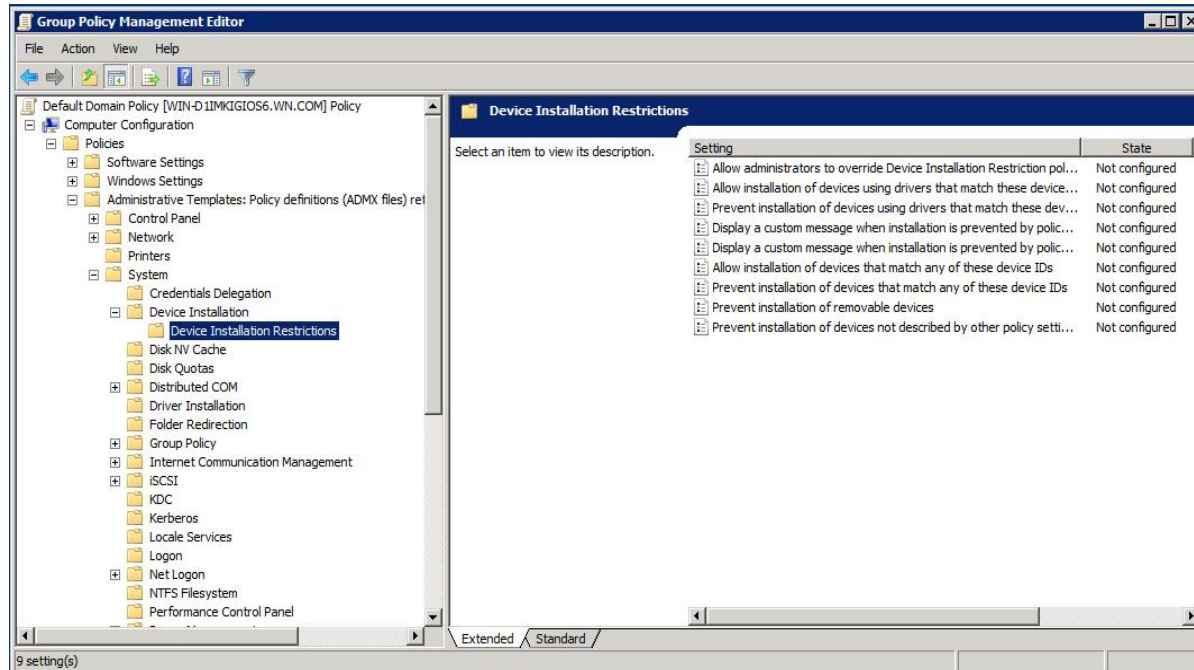 Group Policy Management Editor
File Action View Help
Default Domain Policy [WIN-D1IMKIGIOS6.WN.COM] Policy
Computer Configuration
Policies
Software Settings
Windows Settings
Administrative Templates: Policy definitions (ADMX files) ret
Control Panel
Network
Printers
System
Credentials Delegation
Device Installation
Device Installation Restrictions
Disk NV Cache
Disk Quotas
Distributed COM
Driver Installation
Folder Redirection
Group Policy
Internet Communication Management
iSCSI
KDC
Kerberos
Locale Services
Logon
Net Logon
NTFS Filesystem
Performance Control Panel
Device Installation Restrictions
Select an item to view its description.
Setting State
Allow administrators to override Device Installation Restriction pol... Not configured
Allow installation of devices using drivers that match these device... Not configured
Prevent installation of devices using drivers that match these dev... Not configured
Display a custom message when installation is prevented by polic... Not configured
Display a custom message when installation is prevented by polic... Not configured
Allow installation of devices that match any of these device IDs Not configured
Prevent installation of devices that match any of these device IDs Not configured
Prevent installation of removable devices Not configured
Prevent installation of devices not described by other policy setti... Not configured
Extended Standard
9 setting(s)